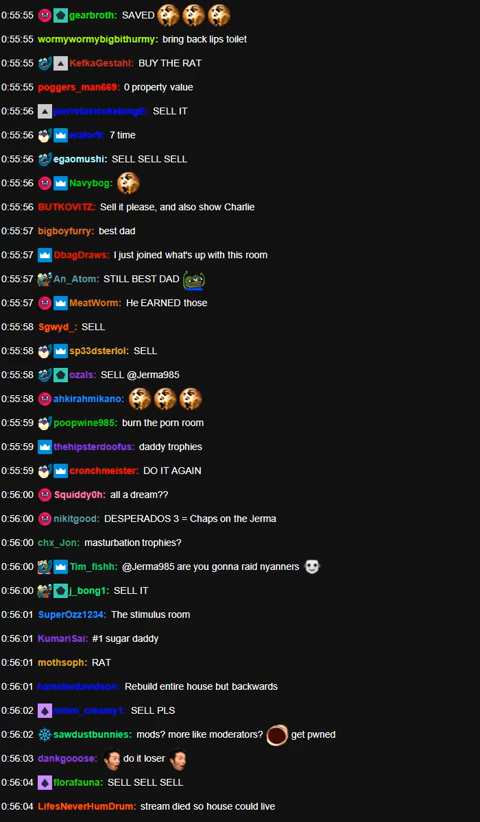 0:55:55 gearbroth: SAVED
0:55:55 wormywormybigbithurmy: bring back lips toilet
0:55:55 KefkaGestahl: BUY THE RAT
0:55:55 poggers_man669: 0 property value
0:55:56 SELL IT
0:55:56 7 time
0:55:56 egaomushi: SELL SELL SELL
0:55:56 Navybog:
0:55:56 BUTKOVITZ: Sell it please, and also show Charlie
0:55:57 bigboyfurry: best dad
0:55:57 DbagDraws: I just joined what's up with this room
0:55:57 An_Atom: STILL BEST DAD
0:55:57 MeatWorm: He EARNED those
0:55:58 Sgwyd_: SELL
0:55:58 sp33dsterlol: SELL
0:55:58 ozals: SELL @Jerma985
0:55:58 ahkirahmikano:
0:55:59 poopwine985: burn the porn room
0:55:59 thehipsterdoofus: daddy trophies
0:55:59 cronchmeister: DO IT AGAIN
0:56:00 Squiddy0h: all a dream??
0:56:00 nikitgood: DESPERADOS 3 = Chaps on the Jerma
0:56:00 chx_Jon: masturbation trophies?
0:56:00 Tim_fishh: @Jerma985 are you gonna raid nyanners
0:56:00 j_bong1: SELL IT
0:56:01 SuperOzz1234: The stimulus room
0:56:01 KumariSai: #1 sugar daddy
0:56:01 mothsoph: RAT
0:56:01 hamsterdavidson: Rebuild entire house but backwards
0:56:02 SELL PLS
0:56:02 sawdustbunnies: mods? more like moderators? get pwned
0:56:03 dankgooose: do it loser
0:56:04 florafauna: SELL SELL SELL
0:56:04 LifesNeverHumDrum: stream died so house could live